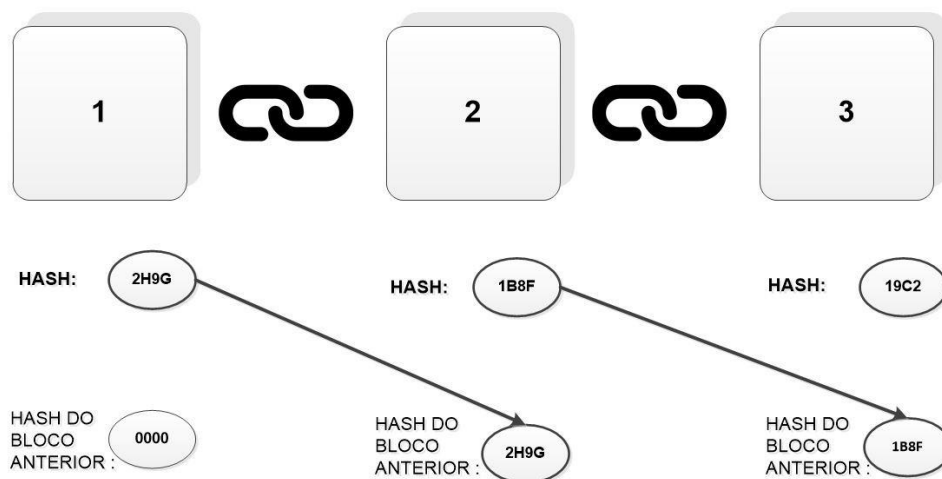 1
2
3
HASH: 2H9G
HASH: 1B8F
HASH: 19C2
HASH DO
BLOCO
ANTERIOR :
0000
HASH DO
BLOCO
ANTERIOR :
2H9G
HASH DO
BLOCO
ANTERIOR :
1B8F